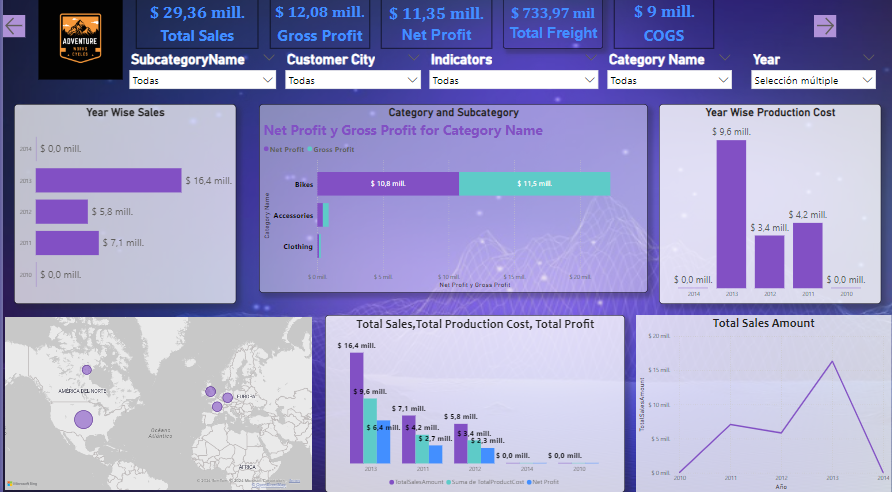 $ 29,36 mill.
Total Sales
$ 12,08 mill.
Gross Profit
$ 11,35 mill.
Net Profit
$ 733,97 mil
Total Freight
$ 9 mill.
COGS
ADVENTURE
WORKS
CYCLES
SubcategoryName
Customer City
Indicators
Category Name
Year
Todas
Todas
Todas
Todas
Selección múltiple
Year Wise Sales
2014
$ 0,0 mill.
2013
$ 16,4 mill.
2012
$ 5,8 mill.
2011
$ 7,1 mill.
2010
$ 0,0 mill.
Category and Subcategory
Net Profit y Gross Profit for Category Name
Net Profit
Gross Profit
Category Name
Bikes
$ 10,8 mill.
$ 11,5 mill.
Accessories
Clothing
$ 0 mill.
$ 5 mill.
$ 10 mill.
$ 15 mill.
$ 20 mill.
Net Profit y Gross Profit
Year Wise Production Cost
$ 9,6 mill.
$ 4,2 mill.
$ 3,4 mill.
$ 0,0 mill.
$ 0,0 mill.
2014
2013
2012
2011
2010
AMÉRICA DEL NORTE
EUROPA
Océano
Atlántico
ÁFRICA
Microsoft Bing
Total Sales,Total Production Cost, Total Profit
$ 16,4 mill.
$ 9,6 mill.
$ 6,4 mill.
$ 7,1 mill.
$ 4,2 mill.
$ 2,7 mill.
$ 5,8 mill.
$ 3,4 mill.
$ 2,3 mill.
$ 0,0 mill.
$ 0,0 mill.
2013
2011
2012
2014
2010
TotalSalesAmount
Suma de TotalProductCost
Net Profit
Total Sales Amount
TotalSalesAmount
$ 20 mill.
$ 15 mill.
$ 10 mill.
$ 5 mill.
$ 0 mill.
2010
2011
2012
2013
2014
Año